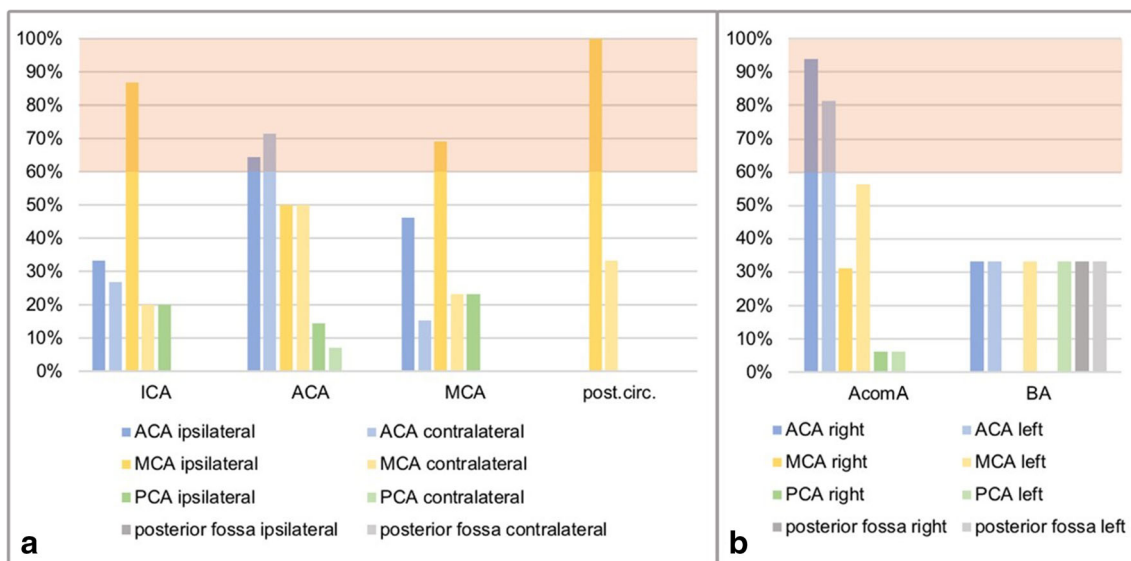 100%
90%
80%
70%
60%
50%
40%
30%
20%
10%
0%
ICA ACA MCA post.circ.
ACA ipsilateral ACA contralateral
MCA ipsilateral MCA contralateral
PCA ipsilateral PCA contralateral
posterior fossa ipsilateral posterior fossa contralateral
a
100%
90%
80%
70%
60%
50%
40%
30%
20%
10%
0%
AcomA BA
ACA right ACA left
MCA right MCA left
PCA right PCA left
posterior fossa right posterior fossa left
b